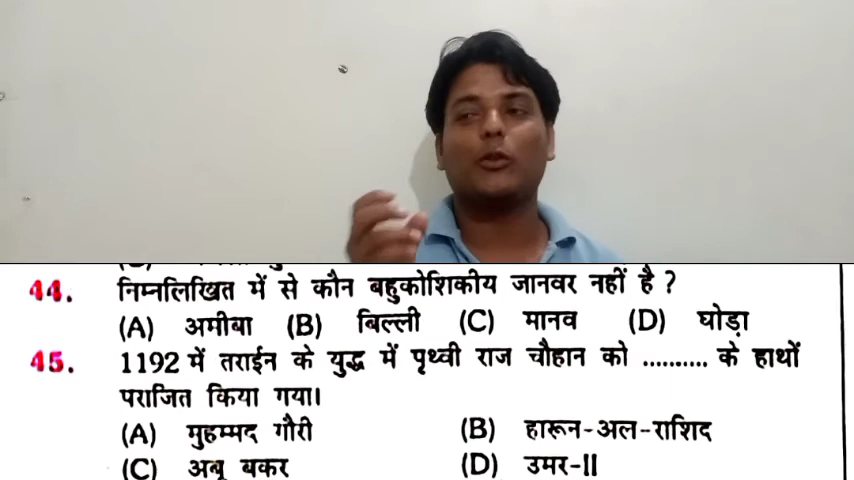 44. निम्नलिखित में से कौन बहुकोशिकीय जानवर नहीं है ?
(A) अमीबा (B) बिल्ली (C) मानव (D) घोड़ा
45. 1192 में तराईन के युद्ध में पृथ्वी राज चौहान को .......... के हाथों
पराजित किया गया।
(A) मुहम्मद गौरी (B) हारून-अल-राशिद
(C) अबू बकर (D) उमर-II